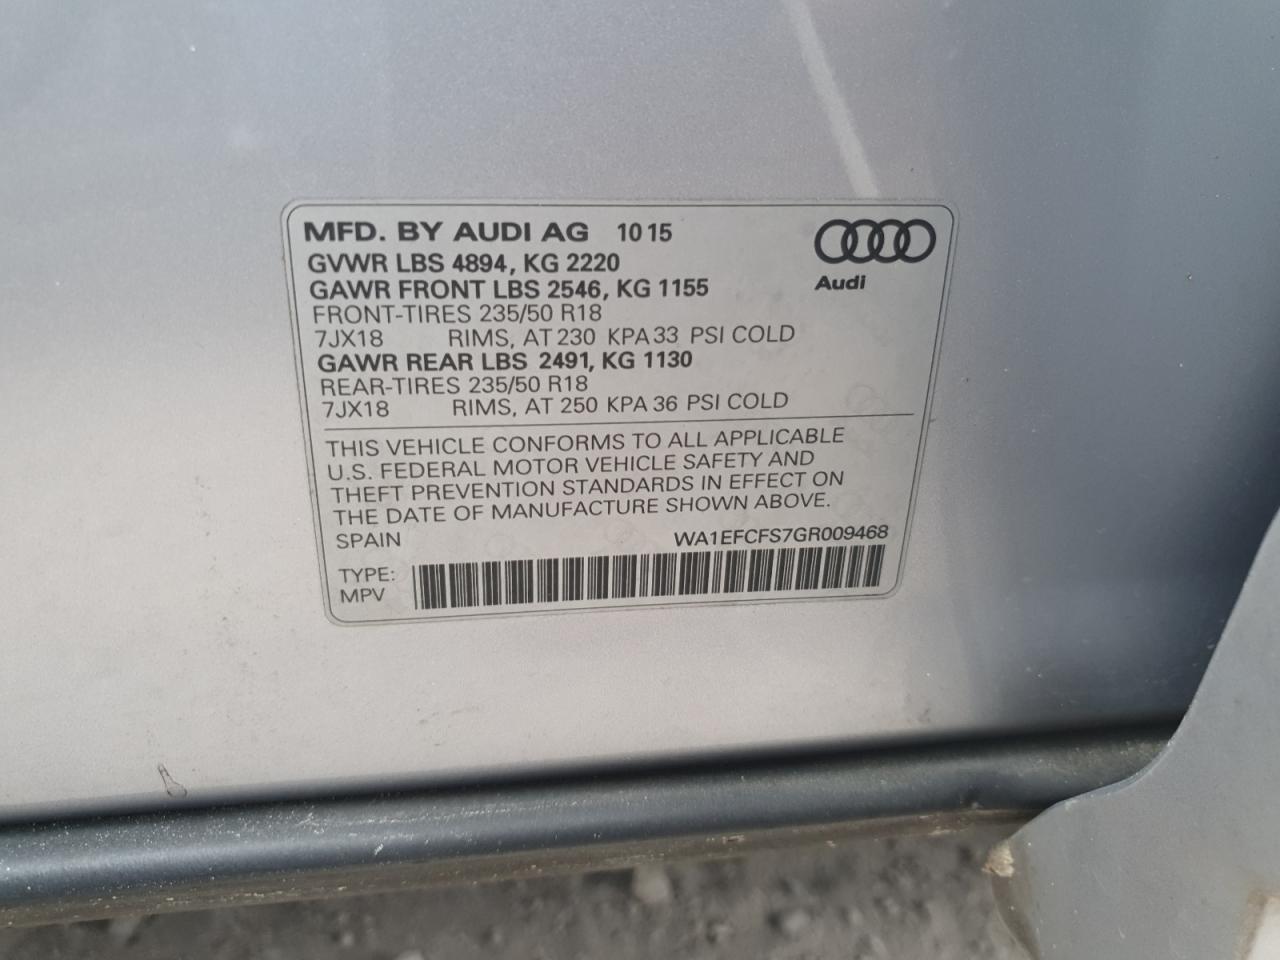 MFD. BY AUDI AG 10 15
GVWR LBS 4894, KG 2220
GAWR FRONT LBS 2546, KG 1155
FRONT-TIRES 235/50 R18
7JX18 RIMS, AT 230 KPA 33 PSI COLD
GAWR REAR LBS 2491, KG 1130
REAR-TIRES 235/50 R18
7JX18 RIMS, AT 250 KPA 36 PSI COLD
Audi
THIS VEHICLE CONFORMS TO ALL APPLICABLE
U.S. FEDERAL MOTOR VEHICLE SAFETY AND
THEFT PREVENTION STANDARDS IN EFFECT ON
THE DATE OF MANUFACTURE SHOWN ABOVE.
SPAIN WA1EFCFS7GR009468
TYPE:
MPV